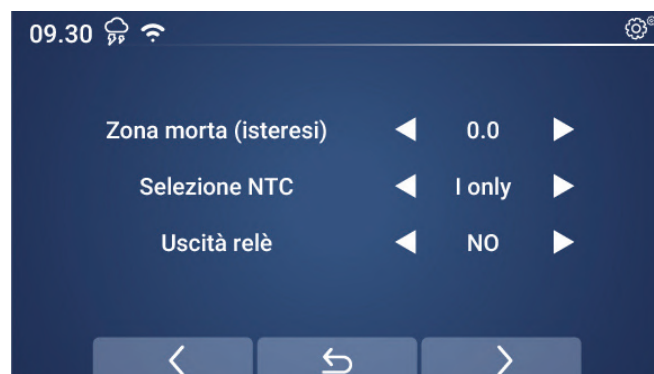 09.30
Zona morta (isteresi) 0.0
Selezione NTC I only
Uscità relè NO